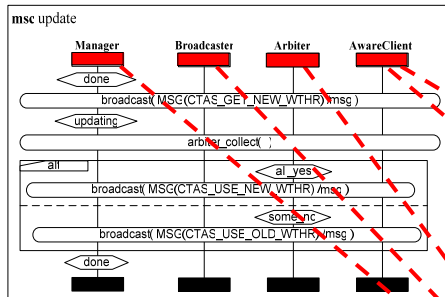 msc update
Manager Broadcaster Arbiter AwareClient
done
broadcast( MSG(CTAS_GET_NEW_WTHR)/msg )
updating
arbiter_collect( )
alt
all_yes
broadcast( MSG(CTAS_USE_NEW_WTHR)/msg )
some_no
broadcast( MSG(CTAS_USE_OLD_WTHR)/msg )
done